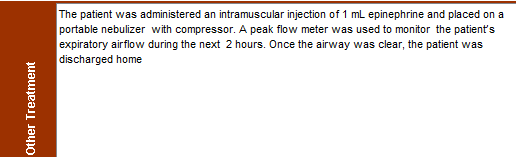 The patient was administered an intramuscular injection of 1 mL epinephrine and placed on a
portable nebulizer with compressor. A peak flow meter was used to monitor the patient's
expiratory airflow during the next 2 hours. Once the airway was clear, the patient was
discharged home
Other Treatment